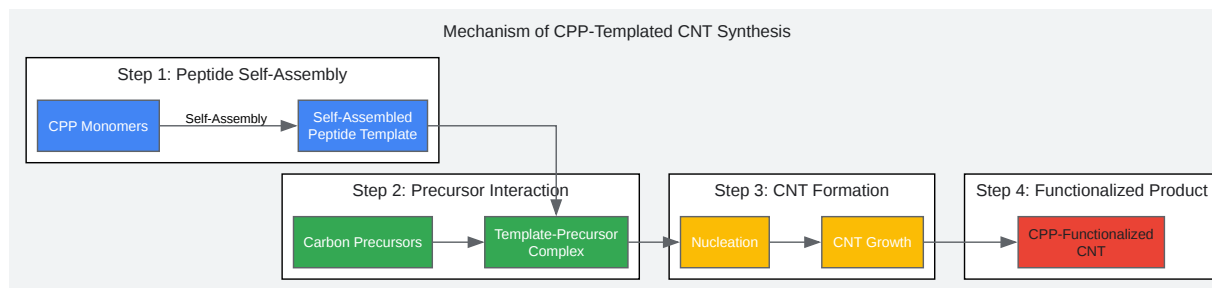 Mechanism of CPP-Templated CNT Synthesis
Step 1: Peptide Self-Assembly
CPP Monomers
Self-Assembly
Self-Assembled
Peptide Template
Step 2: Precursor Interaction
Carbon Precursors
Template-Precursor
Complex
Step 3: CNT Formation
Nucleation
CNT Growth
Step 4: Functionalized Product
CPP-Functionalized
CNT